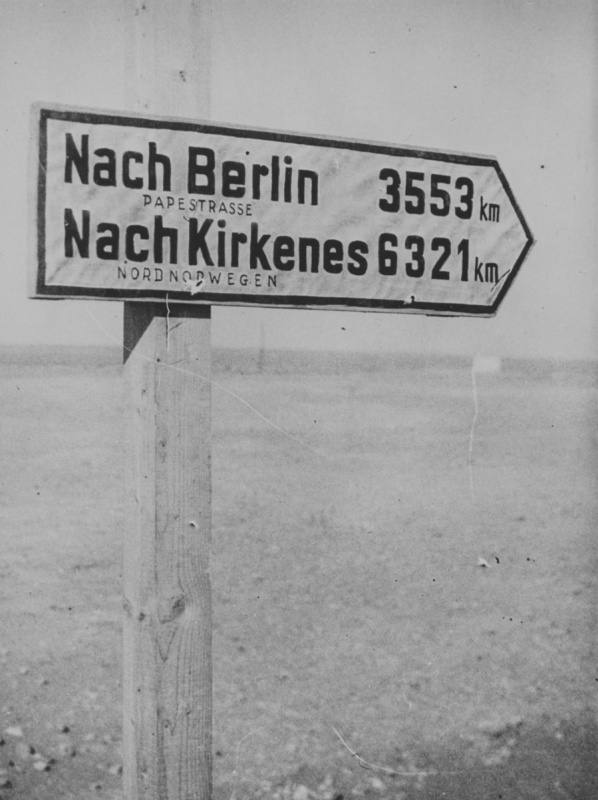 Nach Berlin 3553 km
PAPESTRASSE
Nach Kirkenes 6321 km
NORDNORWEGEN